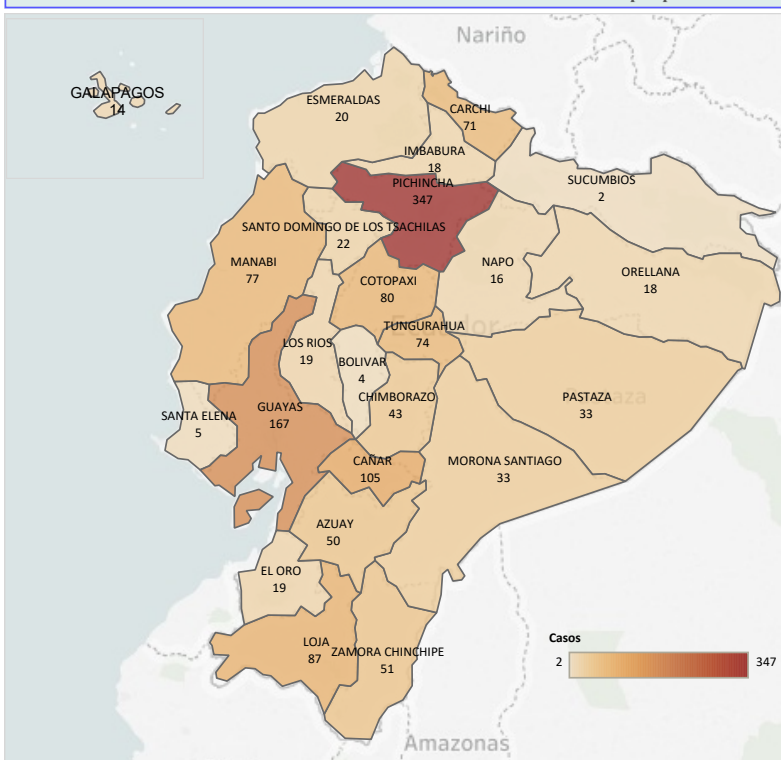 Nariño
GALAPAGOS
14
ESMERALDAS
20
CARCHI
71
IMBABURA
18
PICHINCHA
347
SUCUMBIOS
2
SANTO DOMINGO DE LOS TSACHILAS
22
MANABI
77
COTOPAXI
80
NAPO
16
ORELLANA
18
TUNGURAHUA
74
Ecuador
LOS RIOS
19
BOLIVAR
4
CHIMBORAZO
43
PASTAZA
33
Pastaza
SANTA ELENA
5
GUAYAS
167
CAÑAR
105
MORONA SANTIAGO
33
AZUAY
50
EL ORO
19
LOJA
87
ZAMORA CHINCHIPE
51
Casos
2 347
Amazonas